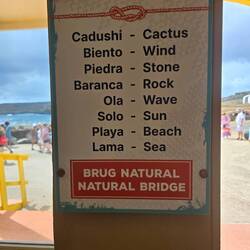 Cadushi - Cactus
Biento - Wind
Piedra - Stone
Baranca - Rock
Ola - Wave
Solo - Sun
Playa - Beach
Lama - Sea
BRUG NATURAL
NATURAL BRIDGE